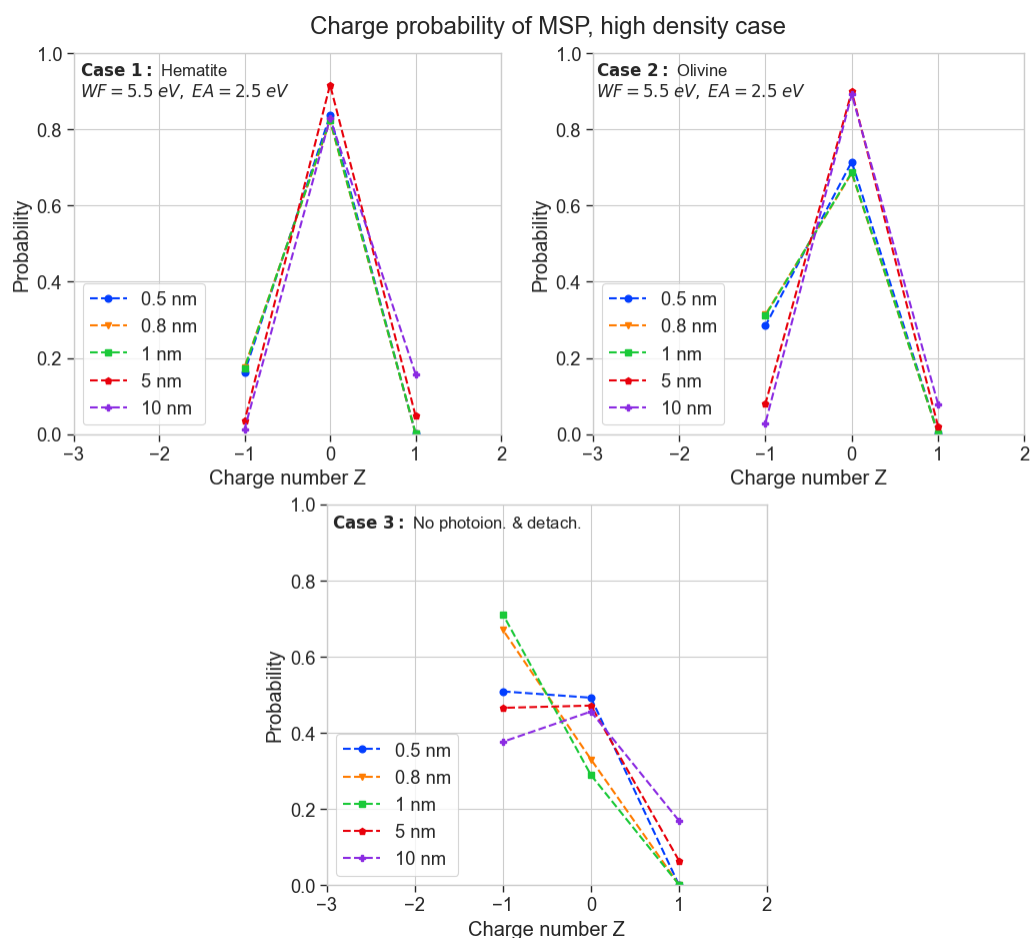 Charge probability of MSP, high density case
Case 1: Hematite
WF = 5.5 eV, EA = 2.5 eV
1.0
0.8
0.6
0.4
0.2
0.0
Probability
0.5 nm
0.8 nm
1 nm
5 nm
10 nm
−3
−2
−1
0
1
2
Charge number Z
Case 2: Olivine
WF = 5.5 eV, EA = 2.5 eV
1.0
0.8
0.6
0.4
0.2
0.0
Probability
0.5 nm
0.8 nm
1 nm
5 nm
10 nm
−3
−2
−1
0
1
2
Charge number Z
Case 3: No photoion. & detach.
1.0
0.8
0.6
0.4
0.2
0.0
Probability
0.5 nm
0.8 nm
1 nm
5 nm
10 nm
−3
−2
−1
0
1
2
Charge number Z